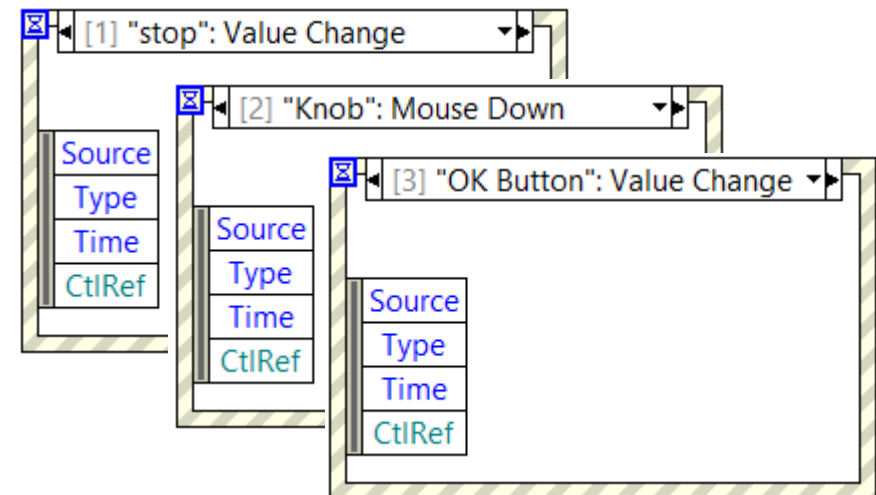 [1] "stop": Value Change
Source
Type
Time
CtlRef
[2] "Knob": Mouse Down
Source
Type
Time
CtlRef
[3] "OK Button": Value Change
Source
Type
Time
CtlRef